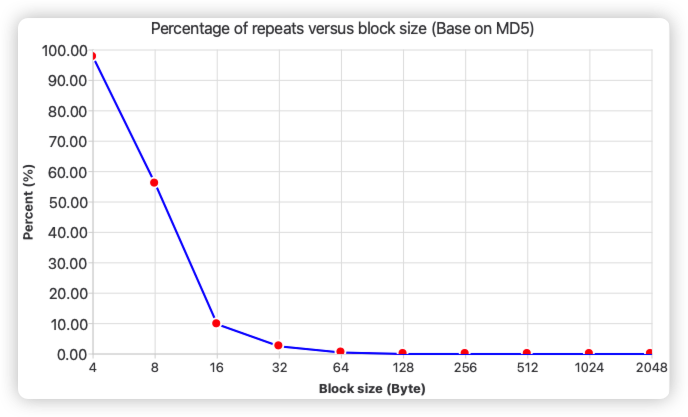 Percentage of repeats versus block size (Base on MD5)
100.00
90.00
80.00
70.00
60.00
50.00
40.00
30.00
20.00
10.00
0.00
Percent (%)
4 8 16 32 64 128 256 512 1024 2048
Block size (Byte)